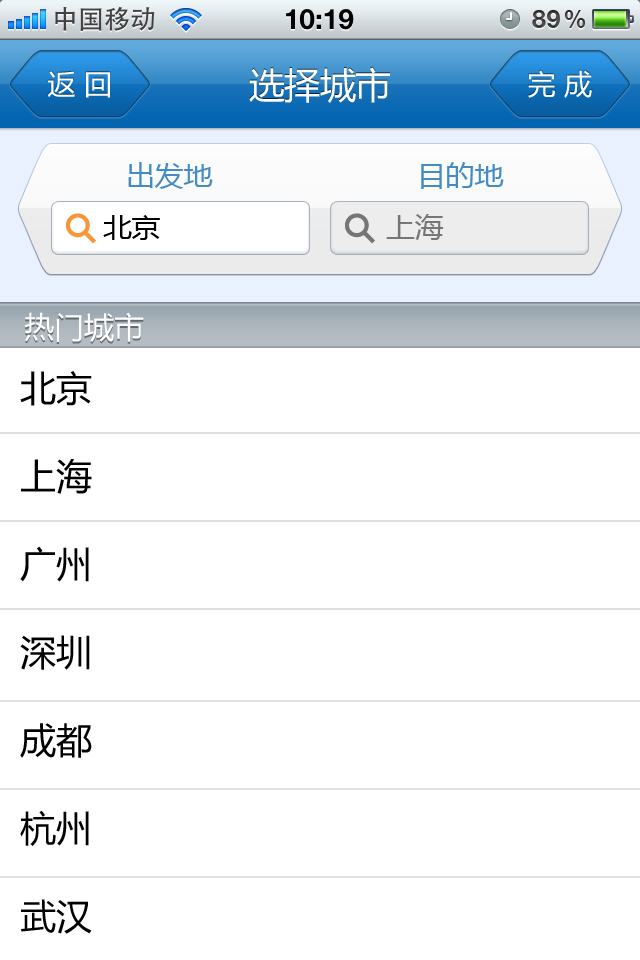 中国移动 10:19 89%
返回 选择城市 完成
出发地 目的地
北京 上海
热门城市
北京
上海
广州
深圳
成都
杭州
武汉